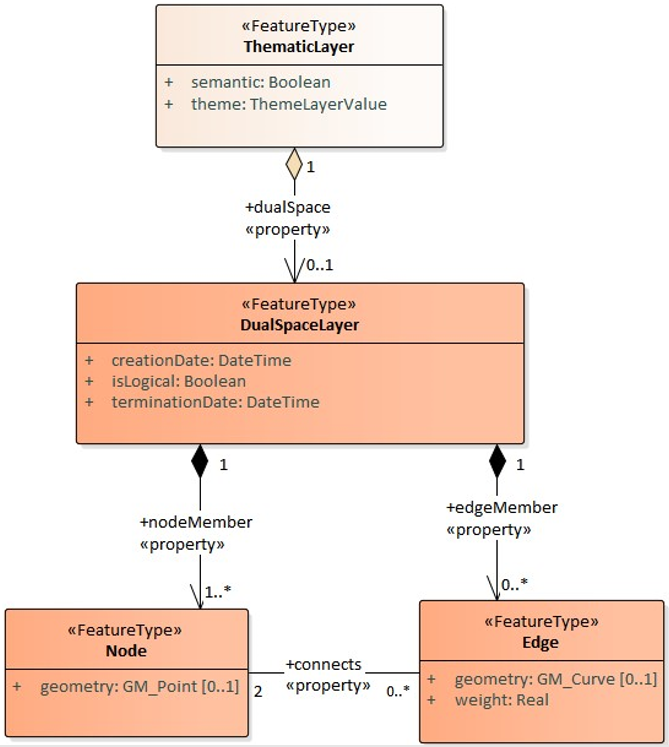 «FeatureType»
ThematicLayer
+ semantic: Boolean
+ theme: ThemeLayerValue
1
+dualSpace
«property»
0..1
«FeatureType»
DualSpaceLayer
+ creationDate: DateTime
+ isLogical: Boolean
+ terminationDate: DateTime
1
1
+nodeMember
«property»
+edgeMember
«property»
1..*
0..*
«FeatureType»
Node
+ geometry: GM_Point [0..1]
+connects
«property»
2
0..*
«FeatureType»
Edge
+ geometry: GM_Curve [0..1]
+ weight: Real